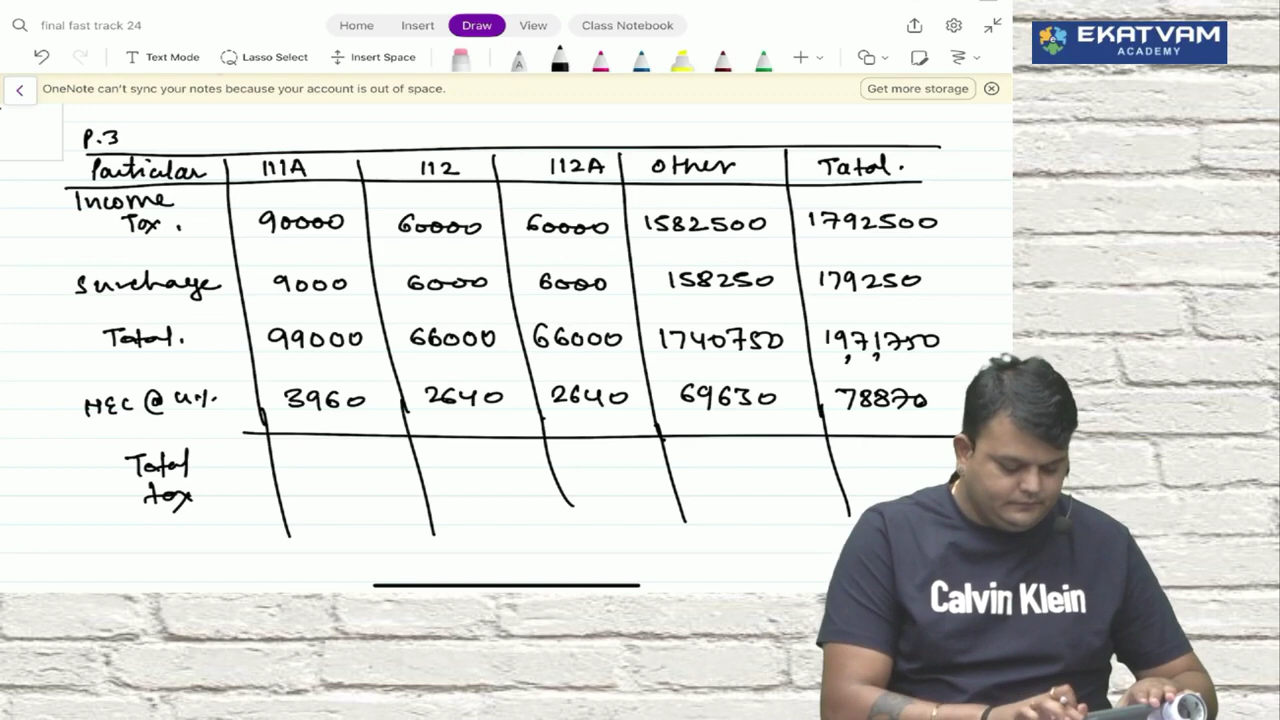 final fast track 24
Home Insert Draw View Class Notebook
Text Mode Lasso Select Insert Space
OneNote can't sync your notes because your account is out of space. Get more storage
P.3
Particular 111A 112 112A Other Total.
Income
Tax. 90000 60000 60000 1582500 1792500
Surcharge 9000 6000 6000 158250 179250
Total. 99000 66000 66000 1740750 19,71,750
HEC @ 4% 3960 2640 2640 69630 78870
Total
tax
EKATVAM
ACADEMY
Calvin Klein